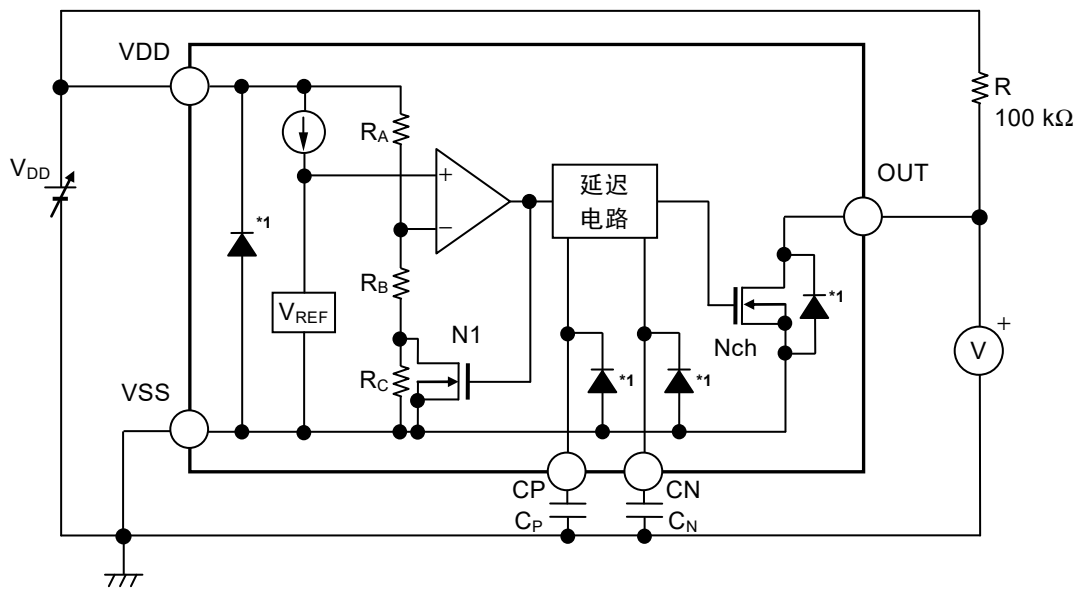 VDD
R
100 kΩ
RA
VDD
OUT
+
延迟
电路
−
*1
RB
*1
VREF
N1
+
V
Nch
RC
*1
*1
VSS
CP
CN
CP
CN